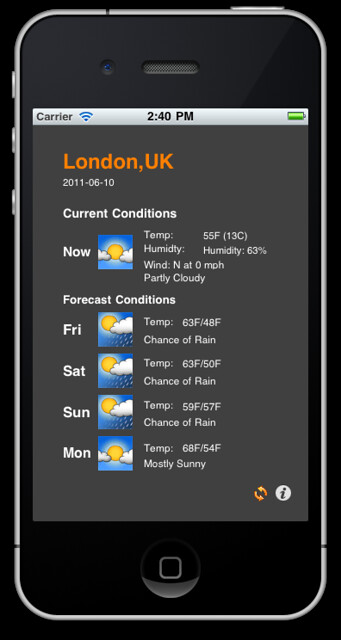 Carrier 2:40 PM
London,UK
2011-06-10
Current Conditions
Now
Temp: 55F (13C)
Humidty: Humidity: 63%
Wind: N at 0 mph
Partly Cloudy
Forecast Conditions
Fri
Temp: 63F/48F
Chance of Rain
Sat
Temp: 63F/50F
Chance of Rain
Sun
Temp: 59F/57F
Chance of Rain
Mon
Temp: 68F/54F
Mostly Sunny
i